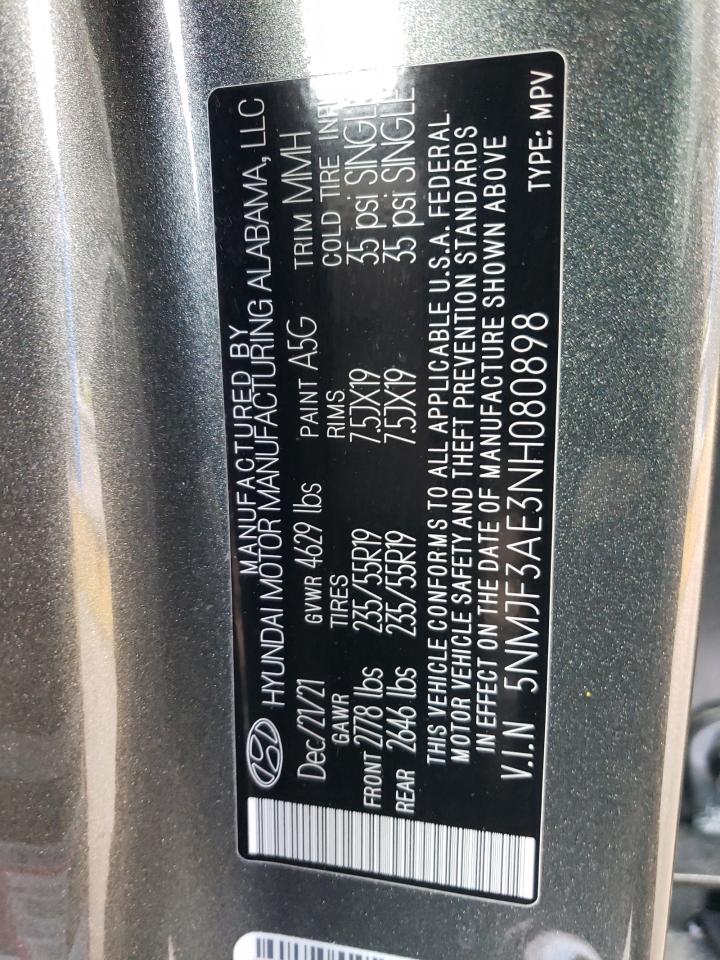 MANUFACTURED BY
HYUNDAI MOTOR MANUFACTURING ALABAMA, LLC
Dec/21/21 GVWR 4629 lbs PAINT A5G TRIM MMH
GAWR TIRES RIMS COLD TIRE
FRONT 2778 lbs 235/55R19 7.5JX19 35 psi SINGLE
REAR 2646 lbs 235/55R19 7.5JX19 35 psi SINGLE
THIS VEHICLE CONFORMS TO ALL APPLICABLE U.S.A. FEDERAL
MOTOR VEHICLE SAFETY AND THEFT PREVENTION STANDARDS
IN EFFECT ON THE DATE OF MANUFACTURE SHOWN ABOVE
V.I.N 5NMJF3AE3NH080898 TYPE: MPV